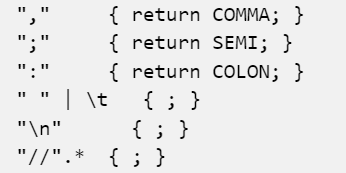 ","     { return COMMA; }
";"     { return SEMI; }
":"     { return COLON; }
" " | \t   { ; }
"\n"      { ; }
"//".*  { ; }